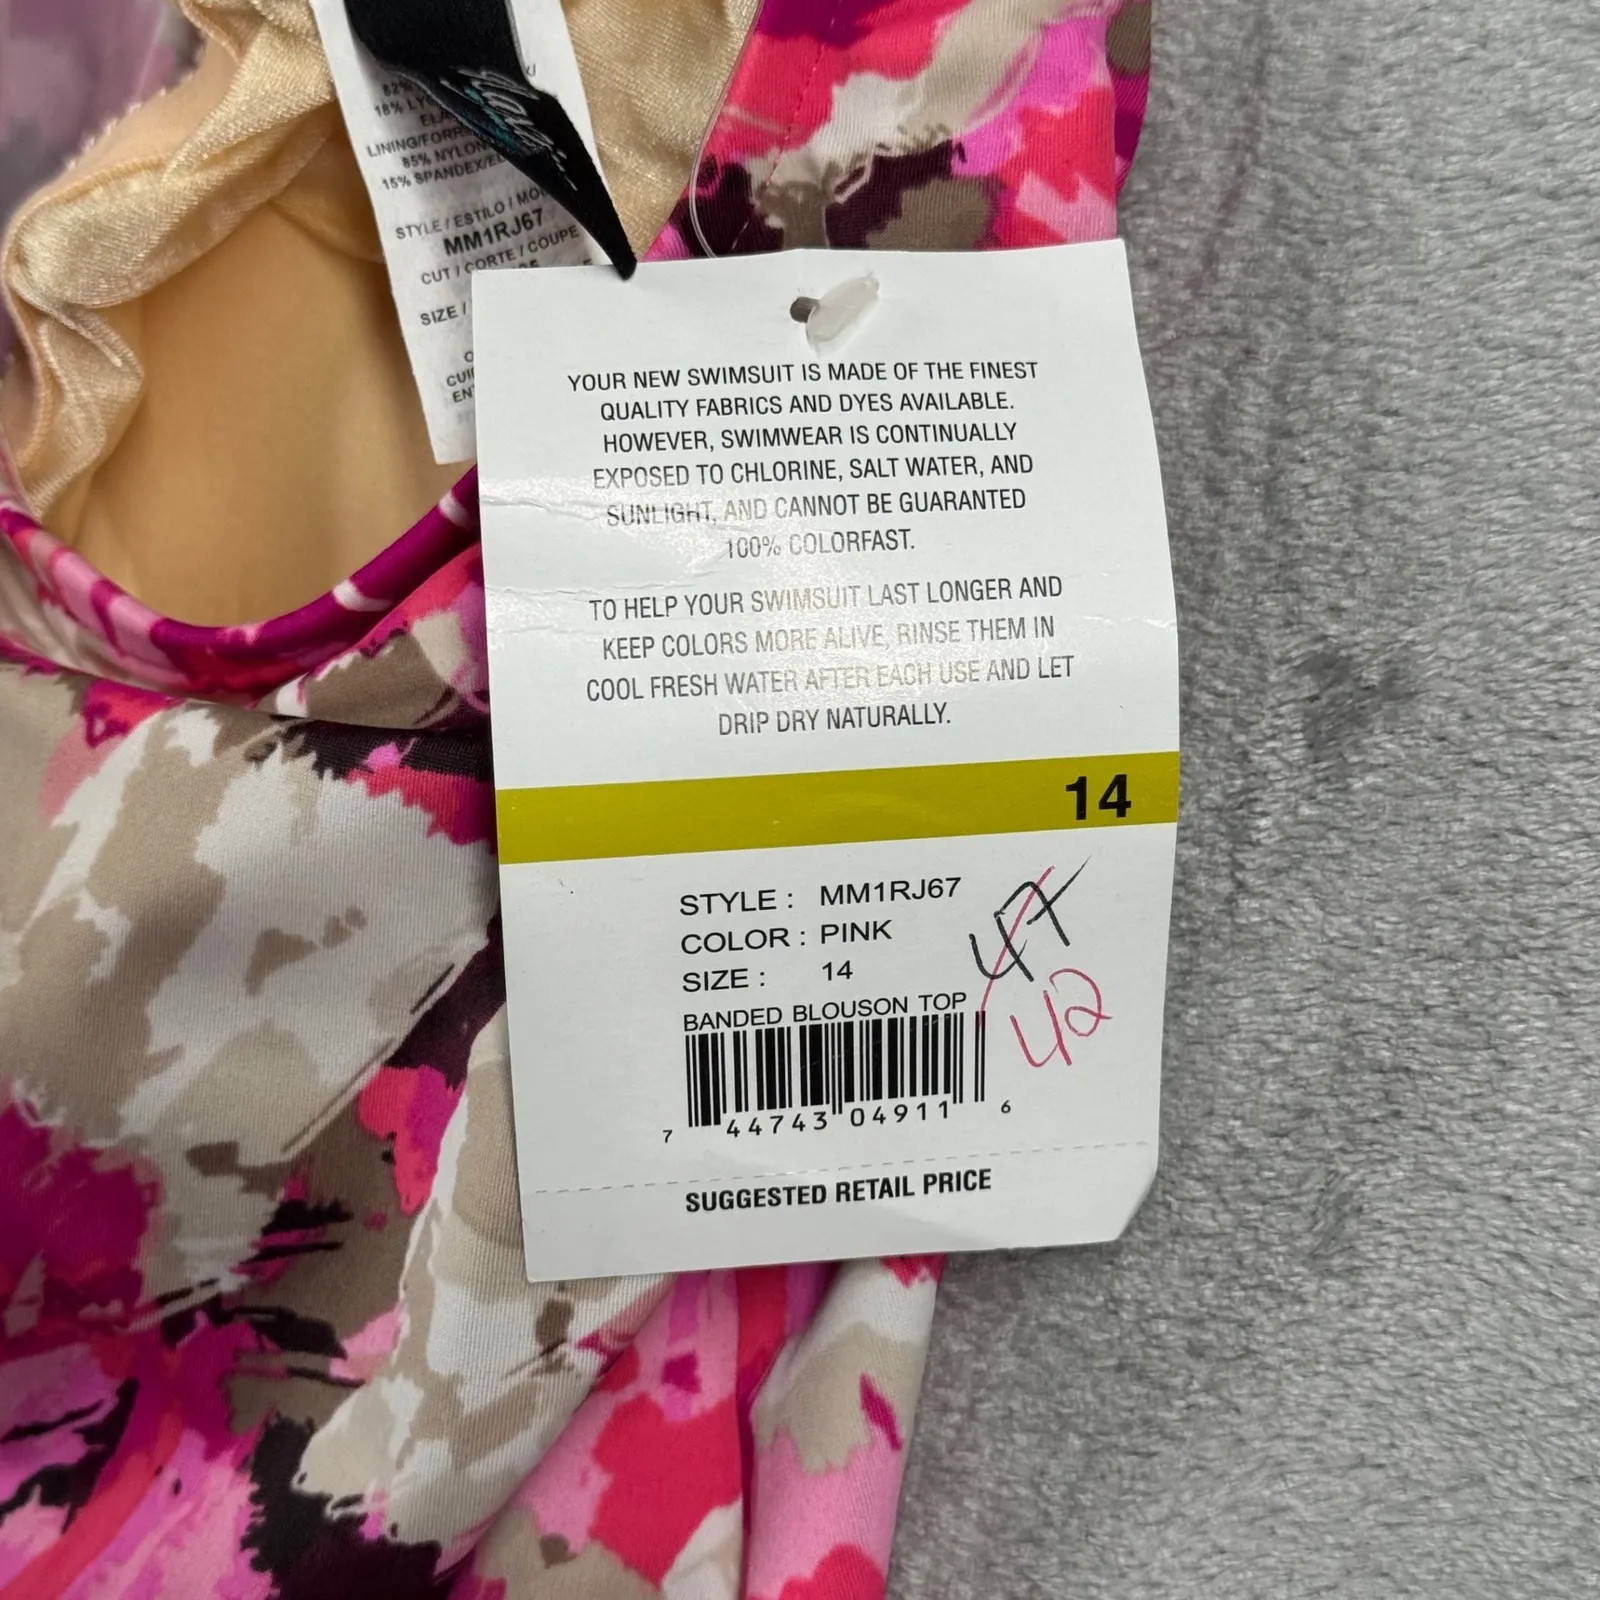 82%
18% LY
LINING/FORR
85% NYLON
15% SPANDEX/EL
STYLE / ESTILO / MO
MM1RJ67
CUT / CORTE / COUPE
SIZE /
YOUR NEW SWIMSUIT IS MADE OF THE FINEST
QUALITY FABRICS AND DYES AVAILABLE.
HOWEVER, SWIMWEAR IS CONTINUALLY
EXPOSED TO CHLORINE, SALT WATER, AND
SUNLIGHT, AND CANNOT BE GUARANTED
100% COLORFAST.
TO HELP YOUR SWIMSUIT LAST LONGER AND
KEEP COLORS MORE ALIVE, RINSE THEM IN
COOL FRESH WATER AFTER EACH USE AND LET
DRIP DRY NATURALLY.
14
STYLE : MM1RJ67
COLOR : PINK
SIZE : 14
47
42
BANDED BLOUSON TOP
7 44743 04911 6
SUGGESTED RETAIL PRICE